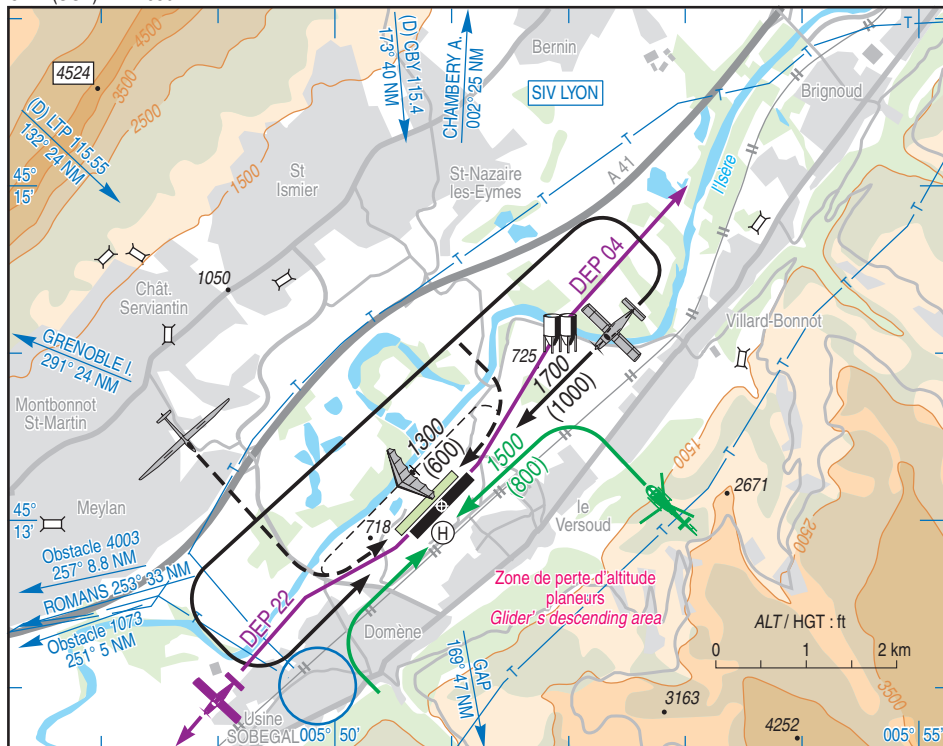 4524
4500
3500
2500
1500
(D) LTP 115.55
132° 24 NM
(D) CBY 115.4
173° 40 NM
CHAMBERY A.
002° 25 NM
Bernin
SIV LYON
Brignoud
45°
15'
St
Ismier
St-Nazaire
les-Eymes
A 41
l'Isère
T
T
T
T
T
T
T
T
T
1050
Chât.
Serviantin
DEP 04
GRENOBLE I.
291° 24 NM
725
1700
(1000)
Villard-Bonnot
Montbonnot
St-Martin
1300
(600)
1500
(800)
1500
2671
2500
Meylan
45°
13'
718
H
le
Versoud
Obstacle 4003
257° 8.8 NM
ROMANS 253° 33 NM
Obstacle 1073
251° 5 NM
Zone de perte d'altitude
planeurs
Glider's descending area
DEP 22
Domène
ALT / HGT : ft
0 1 2 km
GAP
169° 47 NM
3163
3500
4252
Usine
SOBEGAL
005° 50'
005° 55'